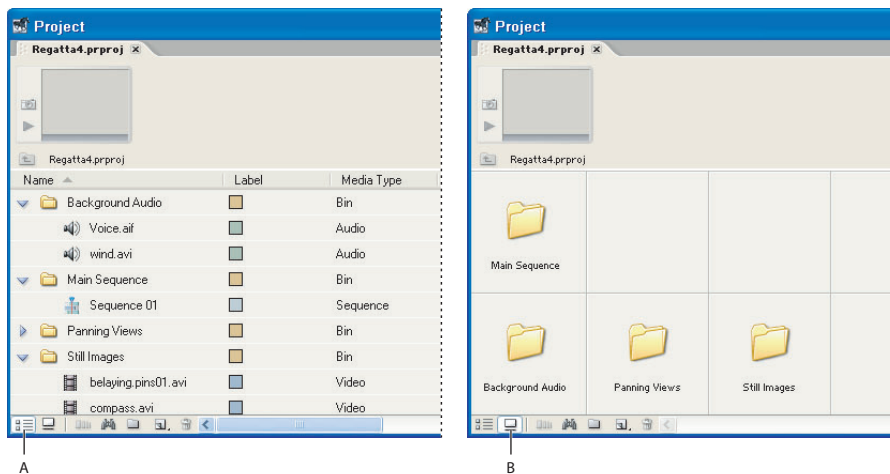 Project
Regatta4.prproj
Regatta4.prproj
Name Label Media Type
Background Audio Bin
Voice.aif Audio
wind.avi Audio
Main Sequence Bin
Sequence 01 Sequence
Panning Views Bin
Still Images Bin
belaying.pins01.avi Video
compass.avi Video
A
Project
Regatta4.prproj
Regatta4.prproj
Main Sequence
Background Audio Panning Views Still Images
B